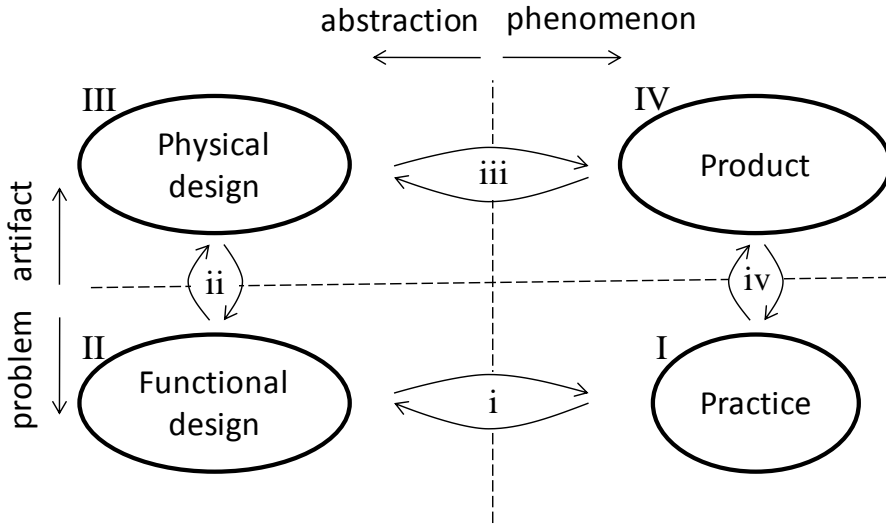 abstraction phenomenon
III
Physical
design
IV
Product
iii
artifact
ii
iv
problem
II
Functional
design
i
I
Practice